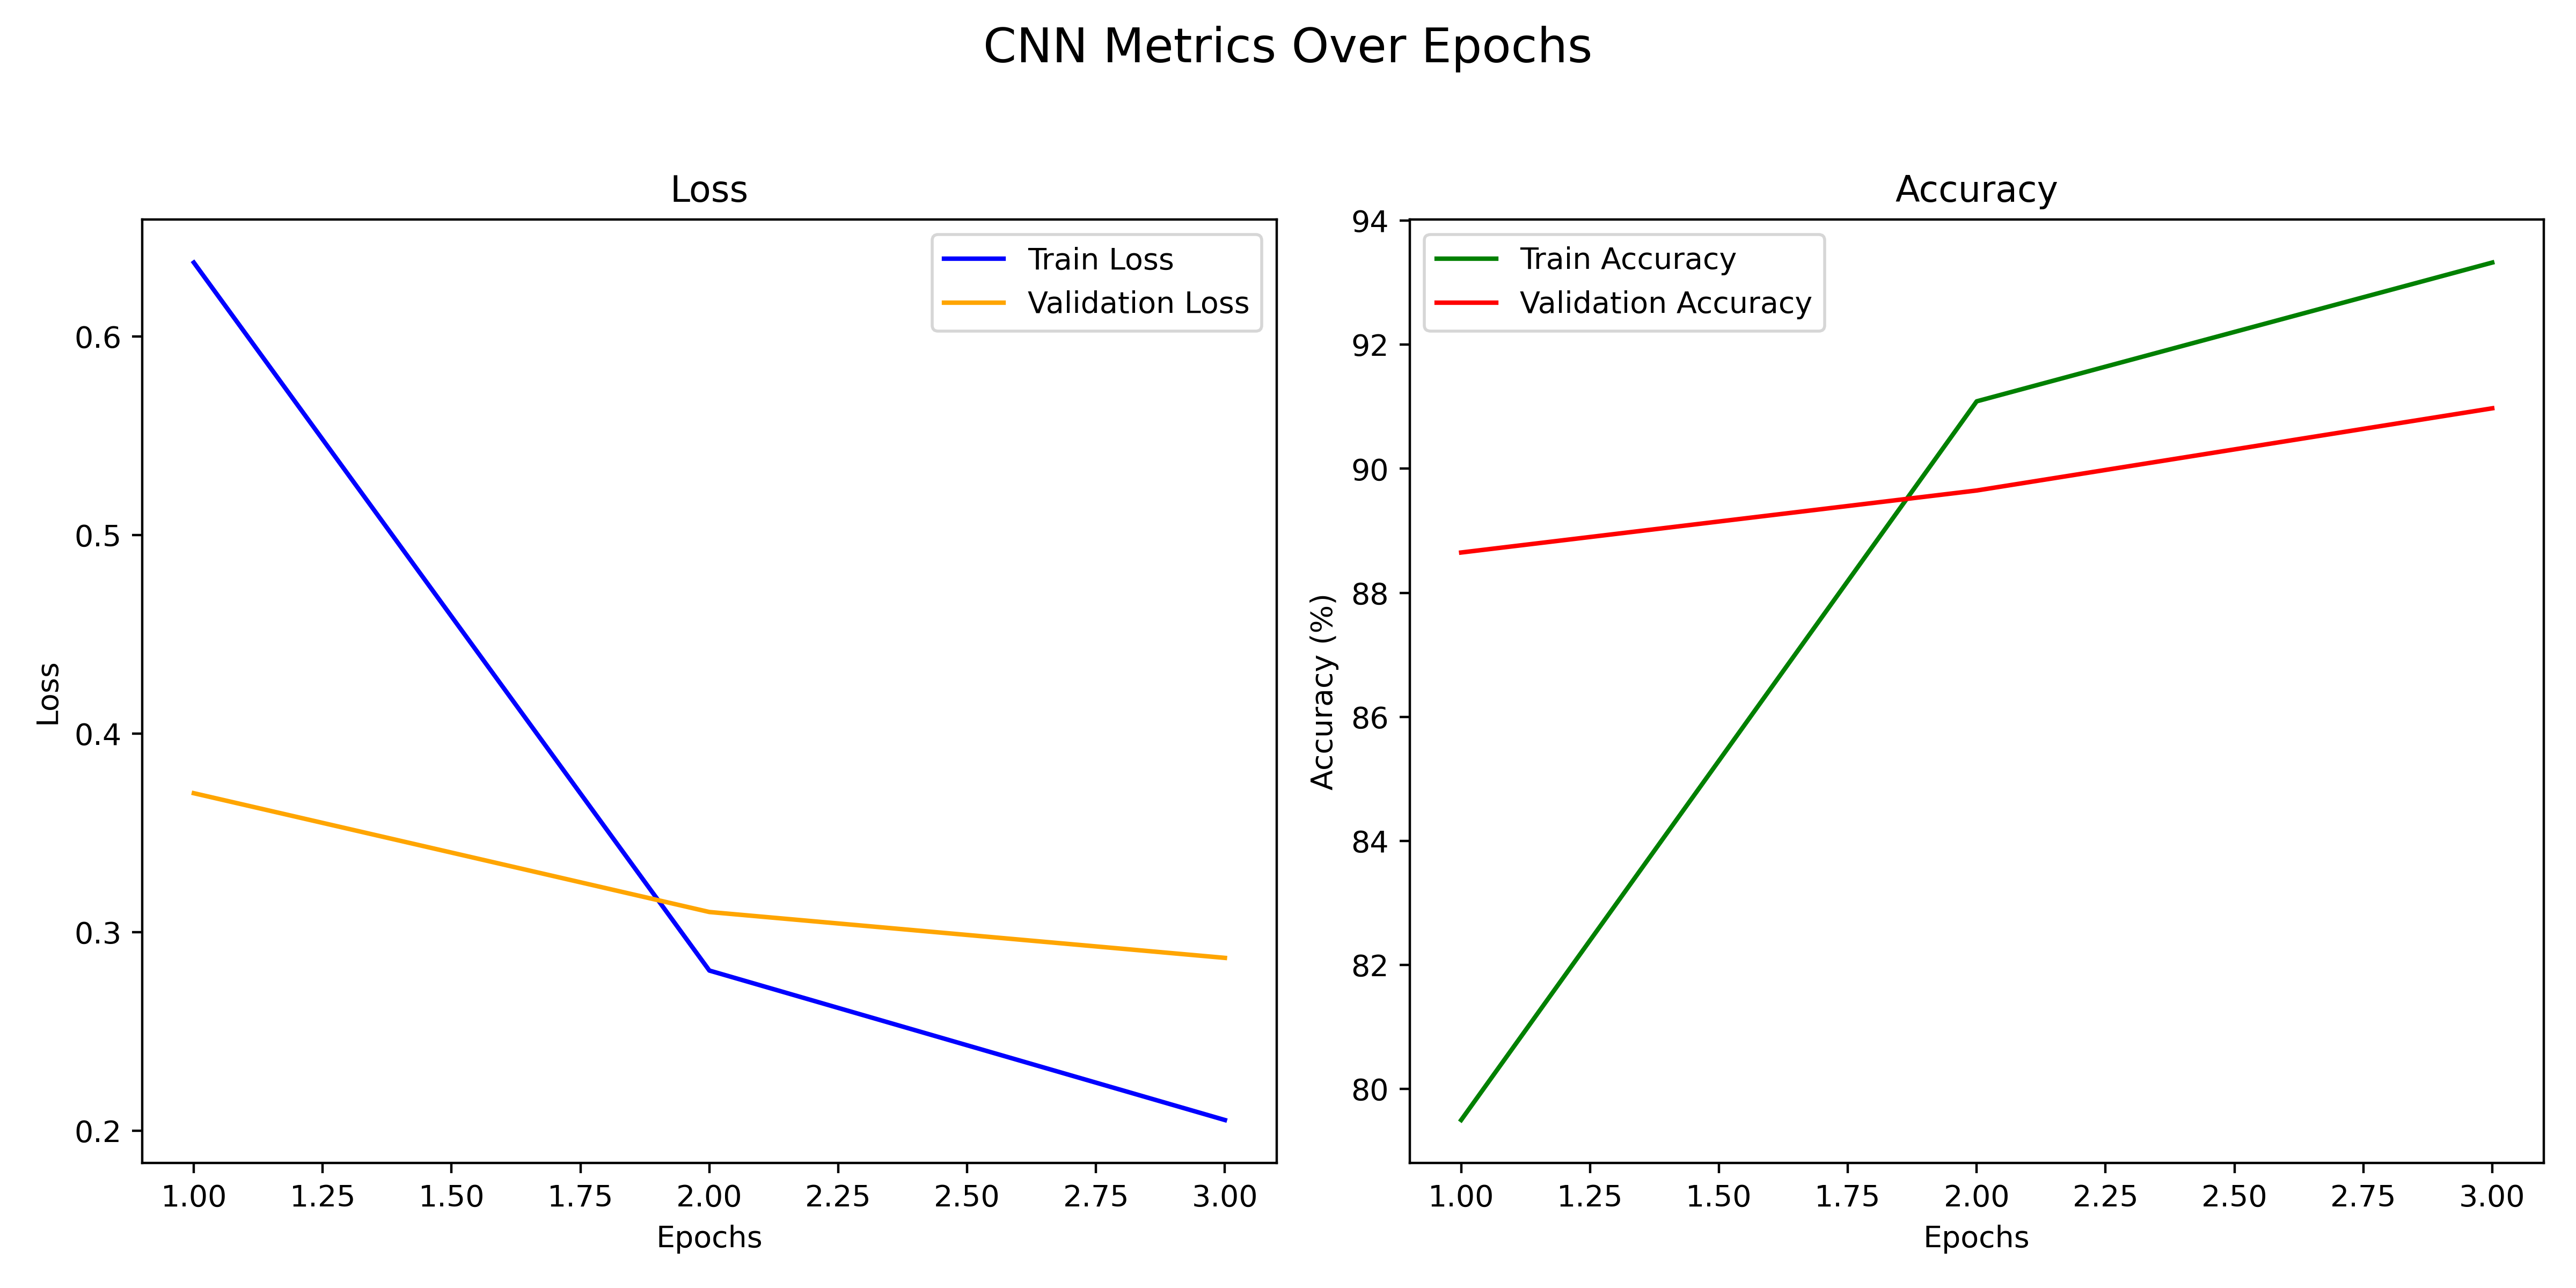 CNN Metrics Over Epochs
Loss
Train Loss
Validation Loss
0.6
0.5
0.4
0.3
0.2
Loss
1.00 1.25 1.50 1.75 2.00 2.25 2.50 2.75 3.00
Epochs
Accuracy
Train Accuracy
Validation Accuracy
94
92
90
88
86
84
82
80
Accuracy (%)
1.00 1.25 1.50 1.75 2.00 2.25 2.50 2.75 3.00
Epochs